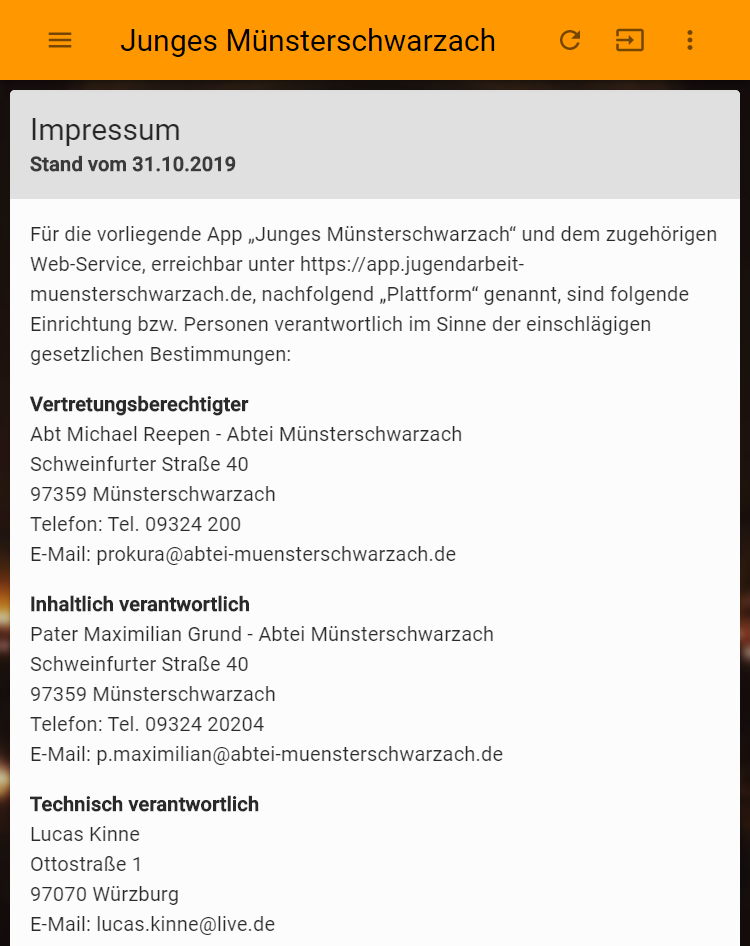 Junges Münsterschwarzach
Impressum
Stand vom 31.10.2019
Für die vorliegende App „Junges Münsterschwarzach“ und dem zugehörigen
Web-Service, erreichbar unter https://app.jugendarbeit-
muensterschwarzach.de, nachfolgend „Plattform“ genannt, sind folgende
Einrichtung bzw. Personen verantwortlich im Sinne der einschlägigen
gesetzlichen Bestimmungen:
Vertretungsberechtigter
Abt Michael Reepen - Abtei Münsterschwarzach
Schweinfurter Straße 40
97359 Münsterschwarzach
Telefon: Tel. 09324 200
E-Mail: prokura@abtei-muensterschwarzach.de
Inhaltlich verantwortlich
Pater Maximilian Grund - Abtei Münsterschwarzach
Schweinfurter Straße 40
97359 Münsterschwarzach
Telefon: Tel. 09324 20204
E-Mail: p.maximilian@abtei-muensterschwarzach.de
Technisch verantwortlich
Lucas Kinne
Ottostraße 1
97070 Würzburg
E-Mail: lucas.kinne@live.de